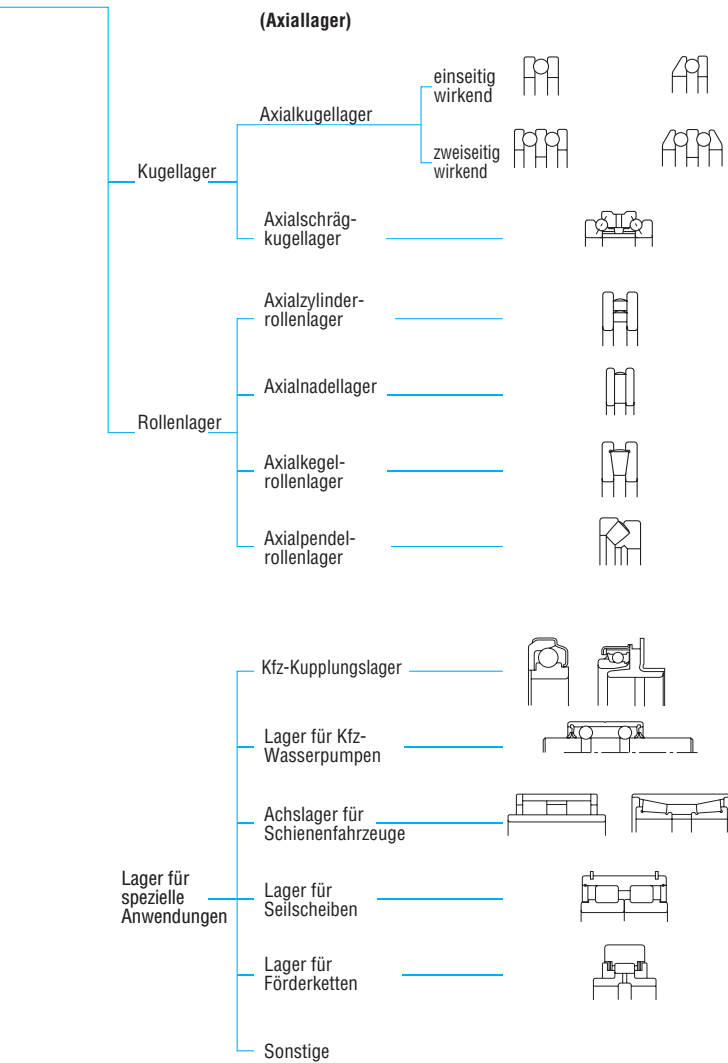 (Axiallager)
einseitig
wirkend
Axialkugellager
zweiseitig
wirkend
Kugellager
Axialschräg-
kugellager
Axialzylinder-
rollenlager
Axialnadellager
Rollenlager
Axialkegel-
rollenlager
Axialpendel-
rollenlager
Kfz-Kupplungslager
Lager für Kfz-
Wasserpumpen
Achslager für
Schienenfahrzeuge
Lager für
spezielle
Anwendungen
Lager für
Seilscheiben
Lager für
Förderketten
Sonstige